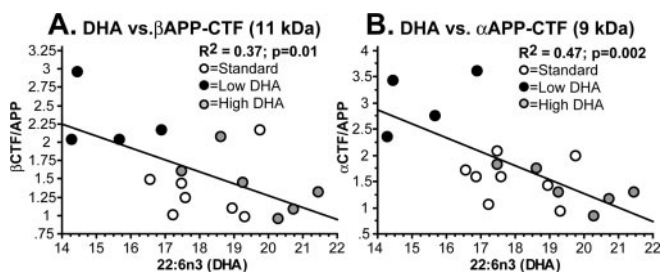 A. DHA vs.βAPP-CTF (11 kDa)
R² = 0.37; p=0.01
○=Standard
●=Low DHA
●=High DHA
βCTF/APP
3.25
3
2.75
2.5
2.25
2
1.75
1.5
1.25
1
.75
14 15 16 17 18 19 20 21 22
22:6n3 (DHA)
B. DHA vs. αAPP-CTF (9 kDa)
R² = 0.47; p=0.002
○=Standard
●=Low DHA
●=High DHA
αCTF/APP
4
3.5
3
2.5
2
1.5
1
.5
14 15 16 17 18 19 20 21 22
22:6n3 (DHA)